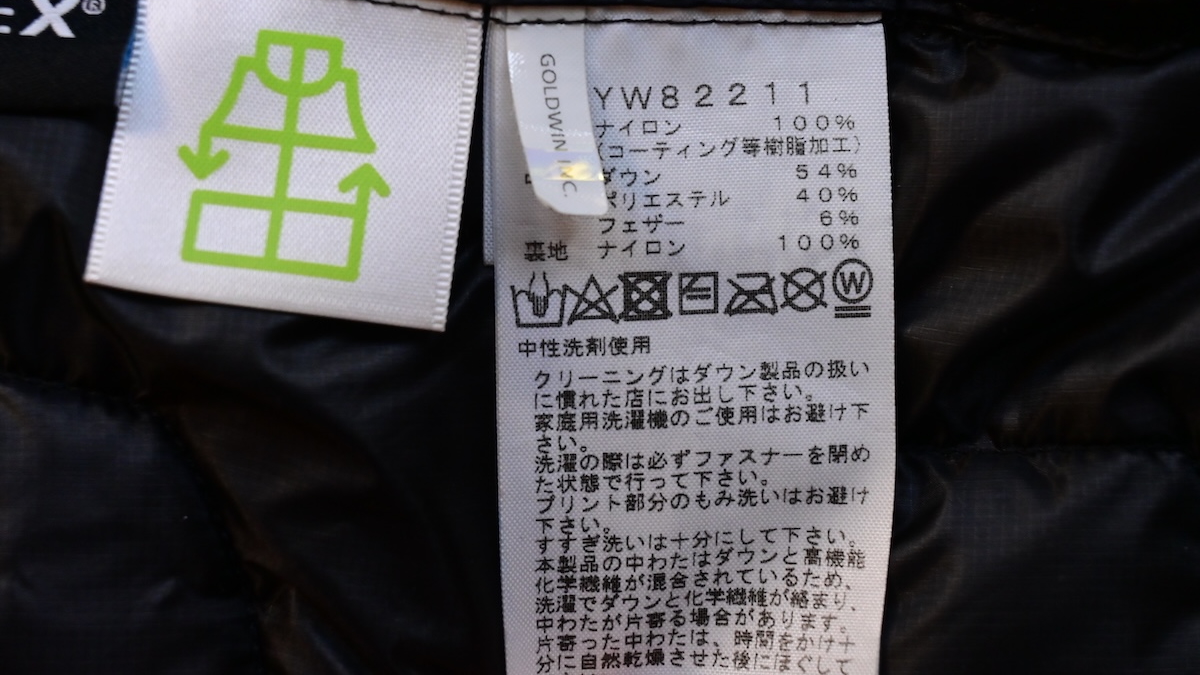 X®
GOLDWIN INC.
YW82211
ナイロン 100%
(コーティング等樹脂加工)
ダウン 54%
ポリエステル 40%
フェザー 6%
裏地 ナイロン 100%
W
中性洗剤使用
クリーニングはダウン製品の扱い
に慣れた店にお出し下さい。
家庭用洗濯機のご使用はお避け下
さい。
洗濯の際は必ずファスナーを閉め
た状態で行って下さい。
プリント部分のもみ洗いはお避け
下さい。
すすぎ洗いは十分にして下さい。
本製品の中わたはダウンと高機能
化学繊維が混合されているため、
洗濯でダウンと化学繊維が絡まり、
中わたが片寄る場合があります。
片寄った中わたは、時間をかけ十
分に自然乾燥させた後にほぐして